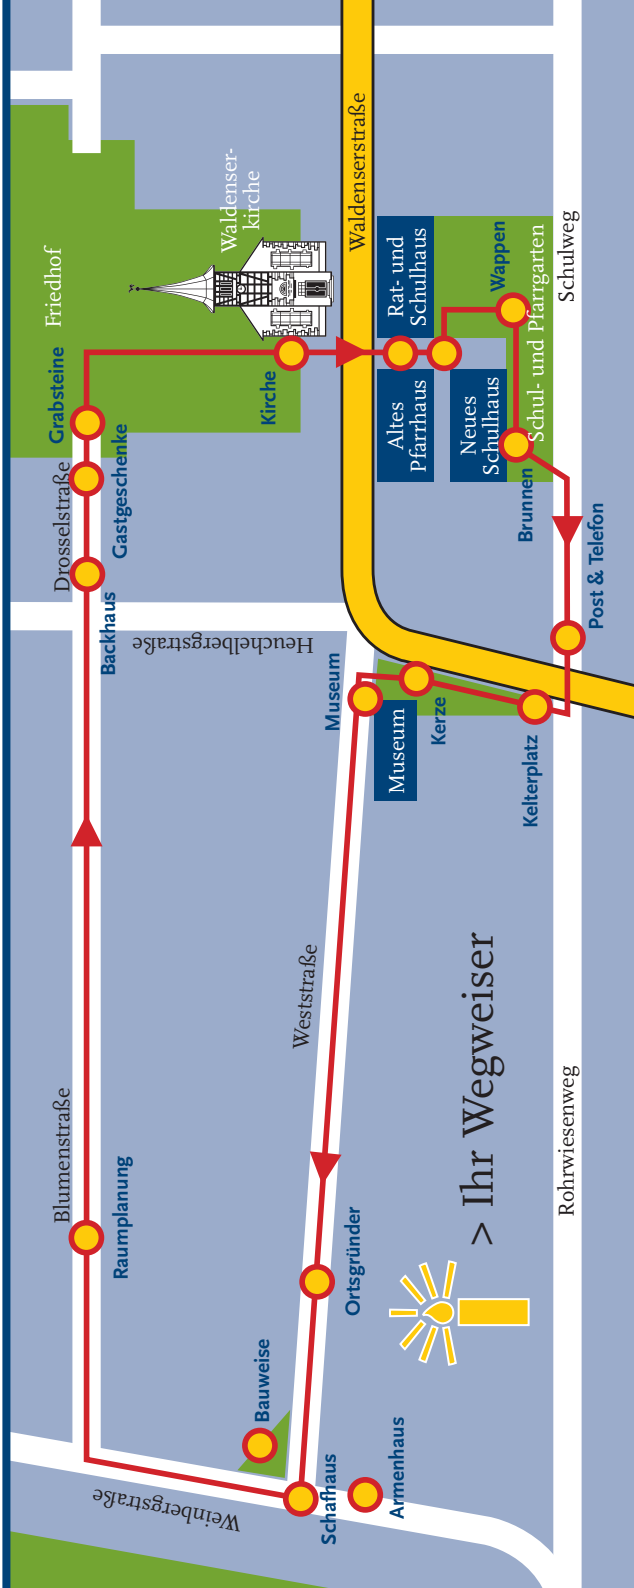 Friedhof
Waldenser-
kirche
Waldenserstraße
Rat- und
Schulhaus
Wappen
Schul- und Pfarrgarten
Schulweg
Grabsteine
Kirche
Altes
Pfarrhaus
Neues
Schulhaus
Drosselstraße
Gastgeschenke
Backhaus
Heuchelbergstraße
Brunnen
Post & Telefon
Museum
Museum
Kerze
Kelterplatz
Weststraße
> Ihr Wegweiser
Blumenstraße
Raumplanung
Rohrwiesenweg
Ortsgründer
Bauweise
Weinbergstraße
Schafhaus
Armenhaus